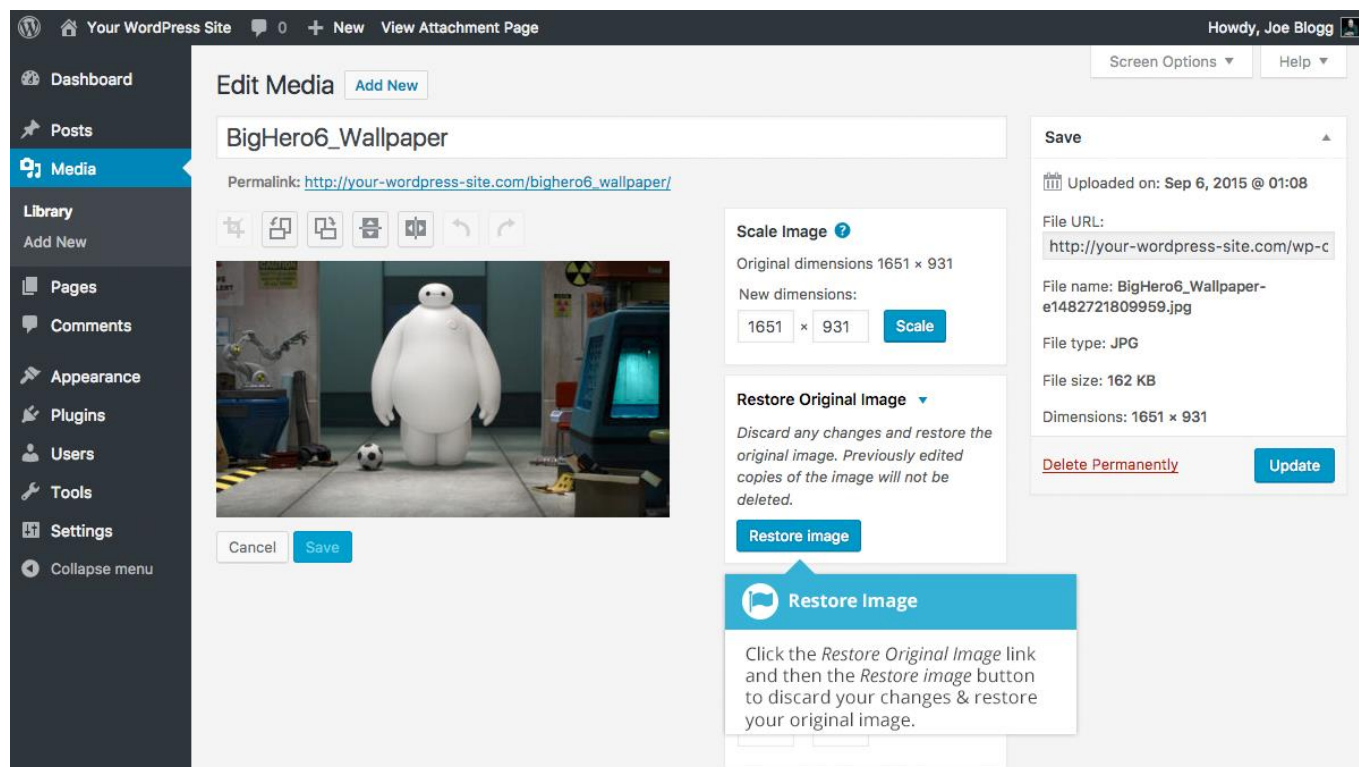 Your WordPress Site 0 + New View Attachment Page Howdy, Joe Blogg
Screen Options ▼ Help ▼
Dashboard
Posts
Media
Library
Add New
Pages
Comments
Appearance
Plugins
Users
Tools
Settings
Collapse menu
Edit Media Add New
BigHero6_Wallpaper
Permalink: http://your-wordpress-site.com/bighero6_wallpaper/
CAUTION
Cancel Save
Scale Image ?
Original dimensions 1651 × 931
New dimensions:
1651 × 931 Scale
Restore Original Image ▼
Discard any changes and restore the
original image. Previously edited
copies of the image will not be
deleted.
Restore image
Restore Image
Click the Restore Original Image link
and then the Restore image button
to discard your changes & restore
your original image.
Save
Uploaded on: Sep 6, 2015 @ 01:08
File URL:
http://your-wordpress-site.com/wp-c
File name: BigHero6_Wallpaper-
e1482721809959.jpg
File type: JPG
File size: 162 KB
Dimensions: 1651 × 931
Delete Permanently Update